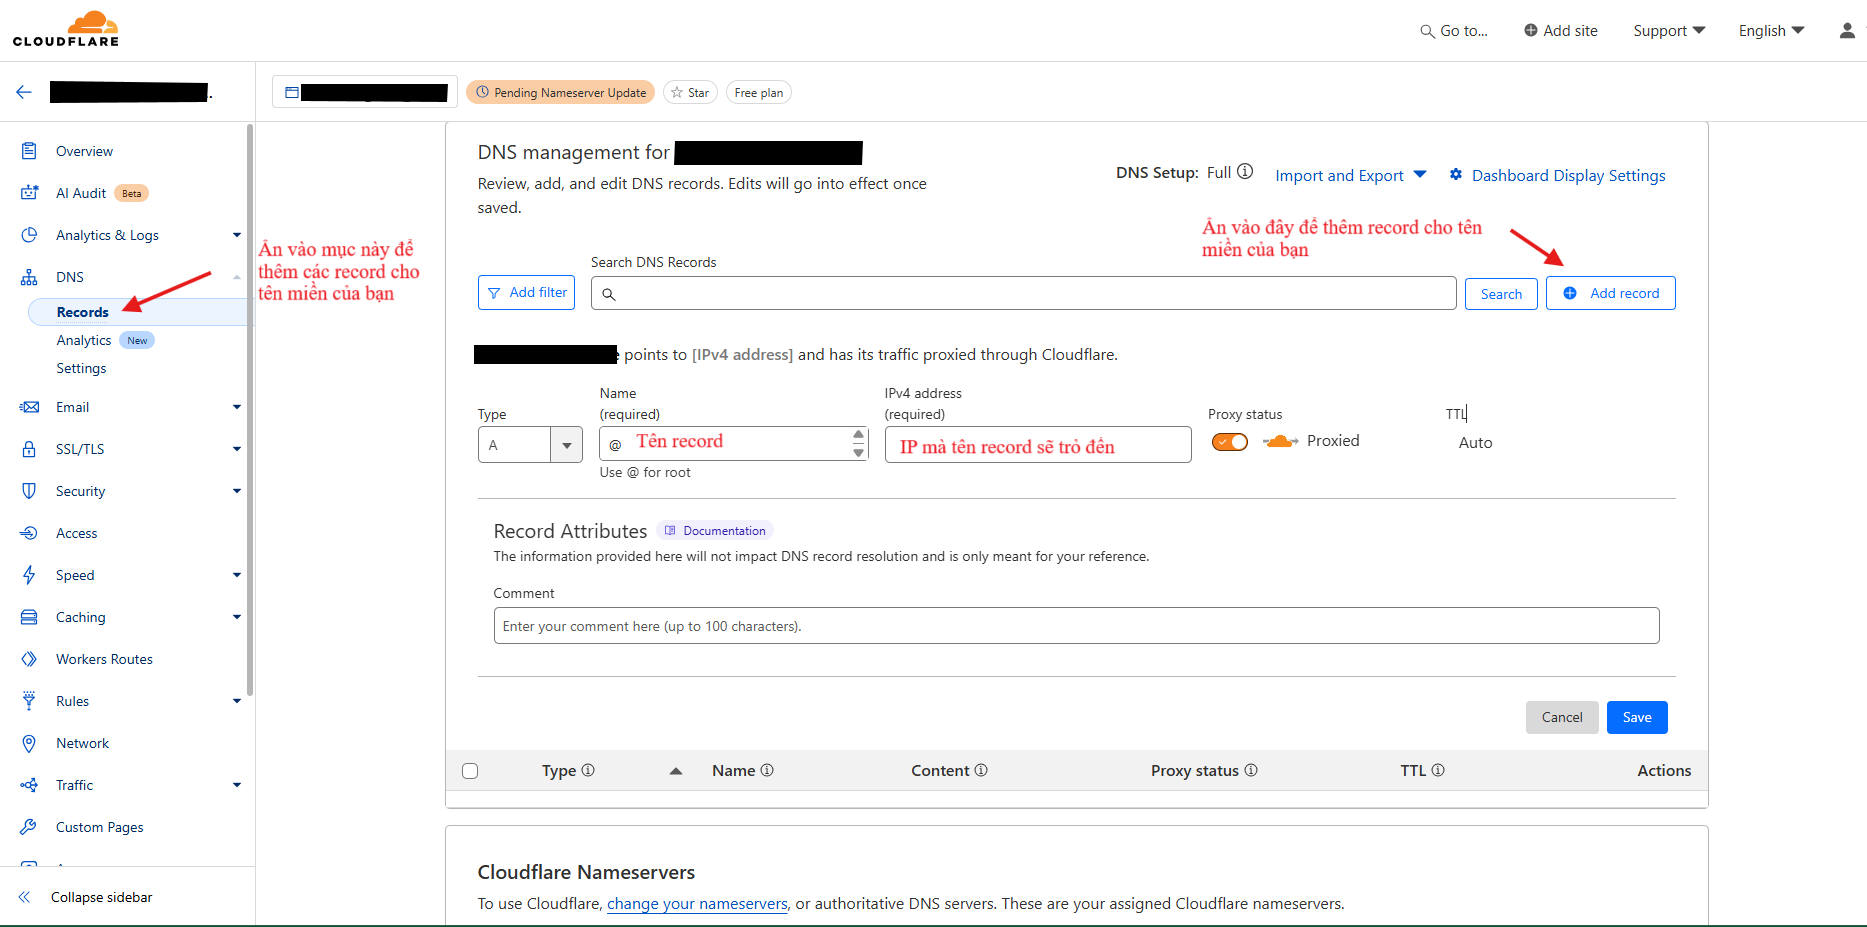 CLOUDFLARE
Go to...
Add site
Support
English
Pending Nameserver Update
Star
Free plan
Overview
AI Audit Beta
Analytics & Logs
DNS
Records
Analytics New
Settings
Email
SSL/TLS
Security
Access
Speed
Caching
Workers Routes
Rules
Network
Traffic
Custom Pages
Collapse sidebar
Ấn vào mục này để
thêm các record cho
tên miền của bạn
DNS management for
Review, add, and edit DNS records. Edits will go into effect once
saved.
DNS Setup: Full
Import and Export
Dashboard Display Settings
Ấn vào đây để thêm record cho tên
miền của bạn
Search DNS Records
Add filter
Search
Add record
points to [IPv4 address] and has its traffic proxied through Cloudflare.
Type
A
Name
(required)
@ Tên record
Use @ for root
IPv4 address
(required)
IP mà tên record sẽ trỏ đến
Proxy status
Proxied
TTL
Auto
Record Attributes Documentation
The information provided here will not impact DNS record resolution and is only meant for your reference.
Comment
Enter your comment here (up to 100 characters).
Cancel
Save
Type Name Content Proxy status TTL Actions
Cloudflare Nameservers
To use Cloudflare, change your nameservers, or authoritative DNS servers. These are your assigned Cloudflare nameservers.